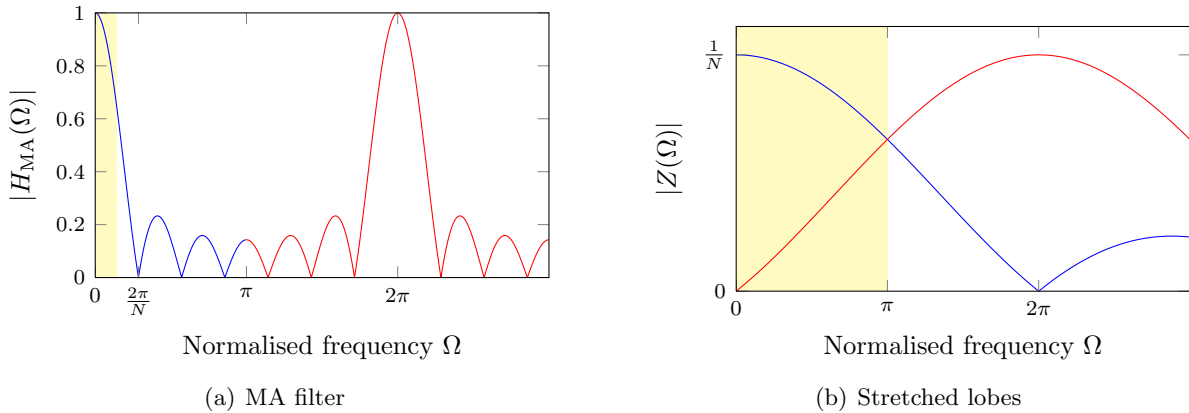 1
0.8
0.6
0.4
0.2
0
|H_MA(Ω)|
0
2π/N
π
2π
Normalised frequency Ω
(a) MA filter
1/N
0
|Z(Ω)|
0
π
2π
Normalised frequency Ω
(b) Stretched lobes